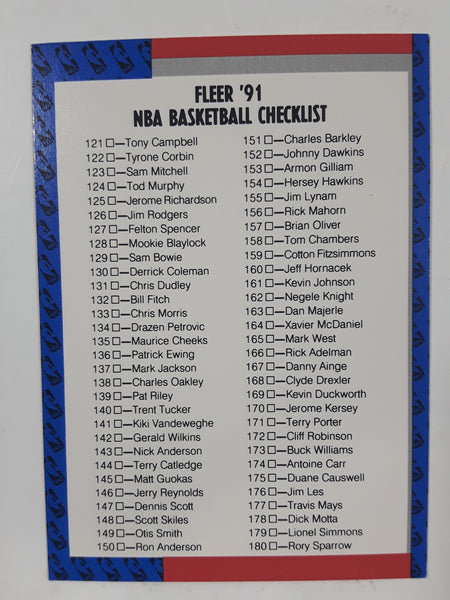 FLEER '91
NBA BASKETBALL CHECKLIST
121 □—Tony Campbell
122 □—Tyrone Corbin
123 □—Sam Mitchell
124 □—Tod Murphy
125 □—Jerome Richardson
126 □—Jim Rodgers
127 □—Felton Spencer
128 □—Mookie Blaylock
129 □—Sam Bowie
130 □—Derrick Coleman
131 □—Chris Dudley
132 □—Bill Fitch
133 □—Chris Morris
134 □—Drazen Petrovic
135 □—Maurice Cheeks
136 □—Patrick Ewing
137 □—Mark Jackson
138 □—Charles Oakley
139 □—Pat Riley
140 □—Trent Tucker
141 □—Kiki Vandeweghe
142 □—Gerald Wilkins
143 □—Nick Anderson
144 □—Terry Catledge
145 □—Matt Guokas
146 □—Jerry Reynolds
147 □—Dennis Scott
148 □—Scott Skiles
149 □—Otis Smith
150 □—Ron Anderson
151 □—Charles Barkley
152 □—Johnny Dawkins
153 □—Armon Gilliam
154 □—Hersey Hawkins
155 □—Jim Lynam
156 □—Rick Mahorn
157 □—Brian Oliver
158 □—Tom Chambers
159 □—Cotton Fitzsimmons
160 □—Jeff Hornacek
161 □—Kevin Johnson
162 □—Negele Knight
163 □—Dan Majerle
164 □—Xavier McDaniel
165 □—Mark West
166 □—Rick Adelman
167 □—Danny Ainge
168 □—Clyde Drexler
169 □—Kevin Duckworth
170 □—Jerome Kersey
171 □—Terry Porter
172 □—Cliff Robinson
173 □—Buck Williams
174 □—Antoine Carr
175 □—Duane Causwell
176 □—Jim Les
177 □—Travis Mays
178 □—Dick Motta
179 □—Lionel Simmons
180 □—Rory Sparrow